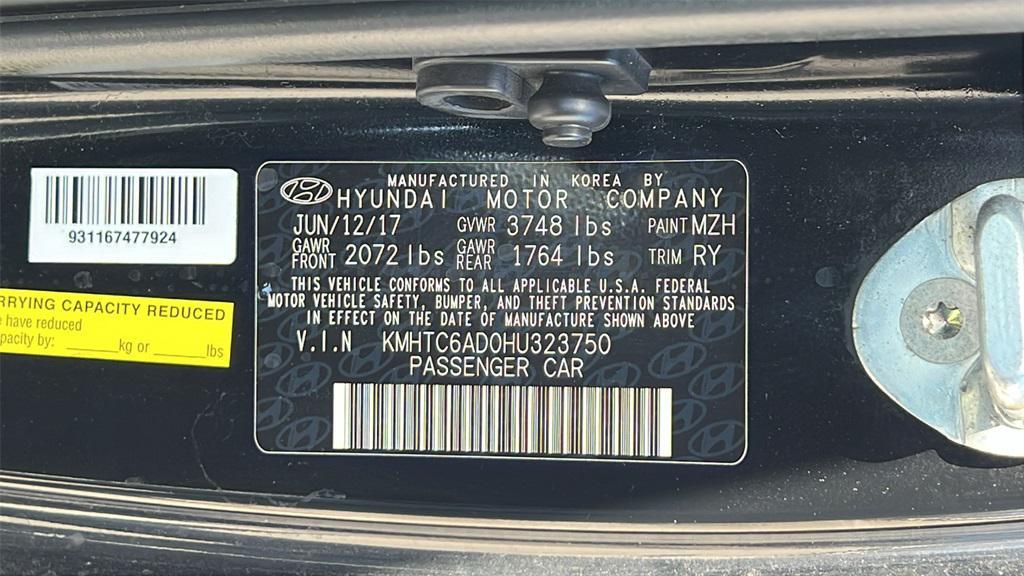 MANUFACTURED IN KOREA BY
HYUNDAI MOTOR COMPANY
JUN/12/17 GVWR 3748 lbs PAINT MZH
GAWR FRONT 2072 lbs GAWR REAR 1764 lbs TRIM RY
THIS VEHICLE CONFORMS TO ALL APPLICABLE U.S.A. FEDERAL
MOTOR VEHICLE SAFETY, BUMPER, AND THEFT PREVENTION STANDARDS
IN EFFECT ON THE DATE OF MANUFACTURE SHOWN ABOVE
V.I.N KMHTC6AD0HU323750
PASSENGER CAR
931167477924
RRYING CAPACITY REDUCED
e have reduced
pacity by: ______kg or ______lbs